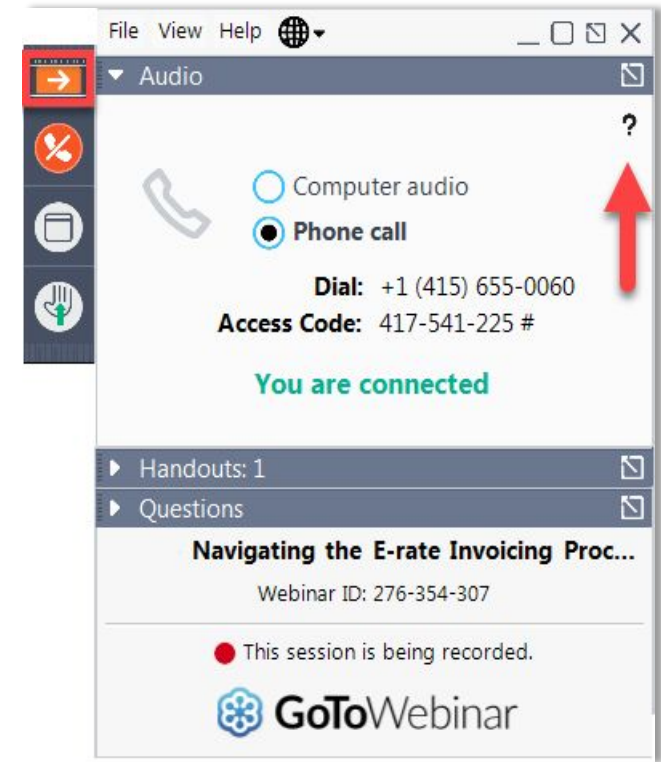 File View Help
Audio
?
Computer audio
Phone call
Dial: +1 (415) 655-0060
Access Code: 417-541-225 #
You are connected
Handouts: 1
Questions
Navigating the E-rate Invoicing Proc...
Webinar ID: 276-354-307
This session is being recorded.
GoToWebinar